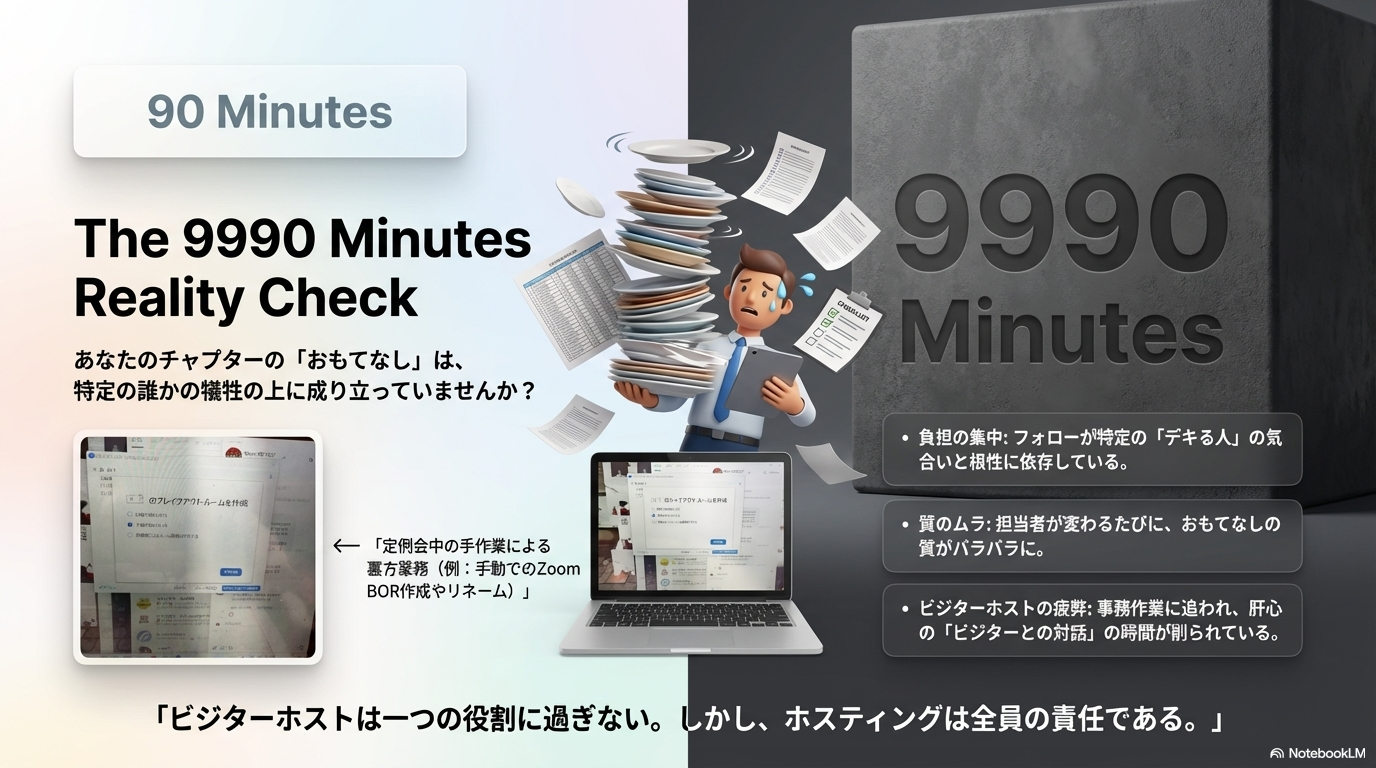 90 Minutes
The 9990 Minutes
Reality Check
あなたのチャプターの「おもてなし」は、
特定の誰かの犠牲の上に成り立っていませんか？
「定例会中の手作業による
（例：手動でのZoom
BOR作成やリネーム）」
CHECKLIST
9990
Minutes
• 負担の集中: フォローが特定の「デキる人」の気
合いと根性に依存している。
• 質のムラ: 担当者が変わるたびに、おもてなしの
質がバラバラに。
• ビジターホストの疲弊: 事務作業に追われ、肝心
の「ビジターとの対話」の時間が削られている。
「ビジターホストは一つの役割に過ぎない。しかし、ホスティングは全員の責任である。」
NotebookLM